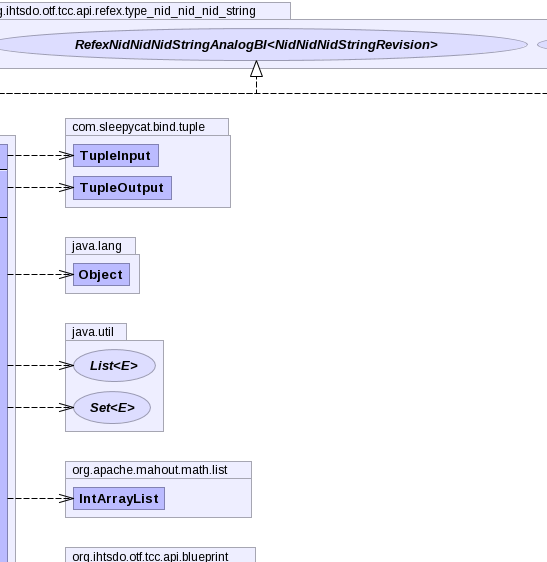 g.ihtsdo.otf.tcc.api.refex.type_nid_nid_nid_string
RefexNidNidNidStringAnalogBI<NidNidNidStringRevision>
com.sleepycat.bind.tuple
TupleInput
TupleOutput
java.lang
Object
java.util
List<E>
Set<E>
org.apache.mahout.math.list
IntArrayList
org.ihtsdo.otf.tcc.api.blueprint